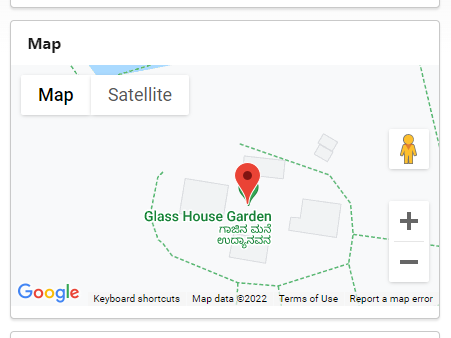 Map
Map
Satellite
Glass House Garden
ಗಾಜಿನ ಮನೆ
ಉದ್ಯಾನವನ
Google
Keyboard shortcuts
Map data ©2022
Terms of Use
Report a map error